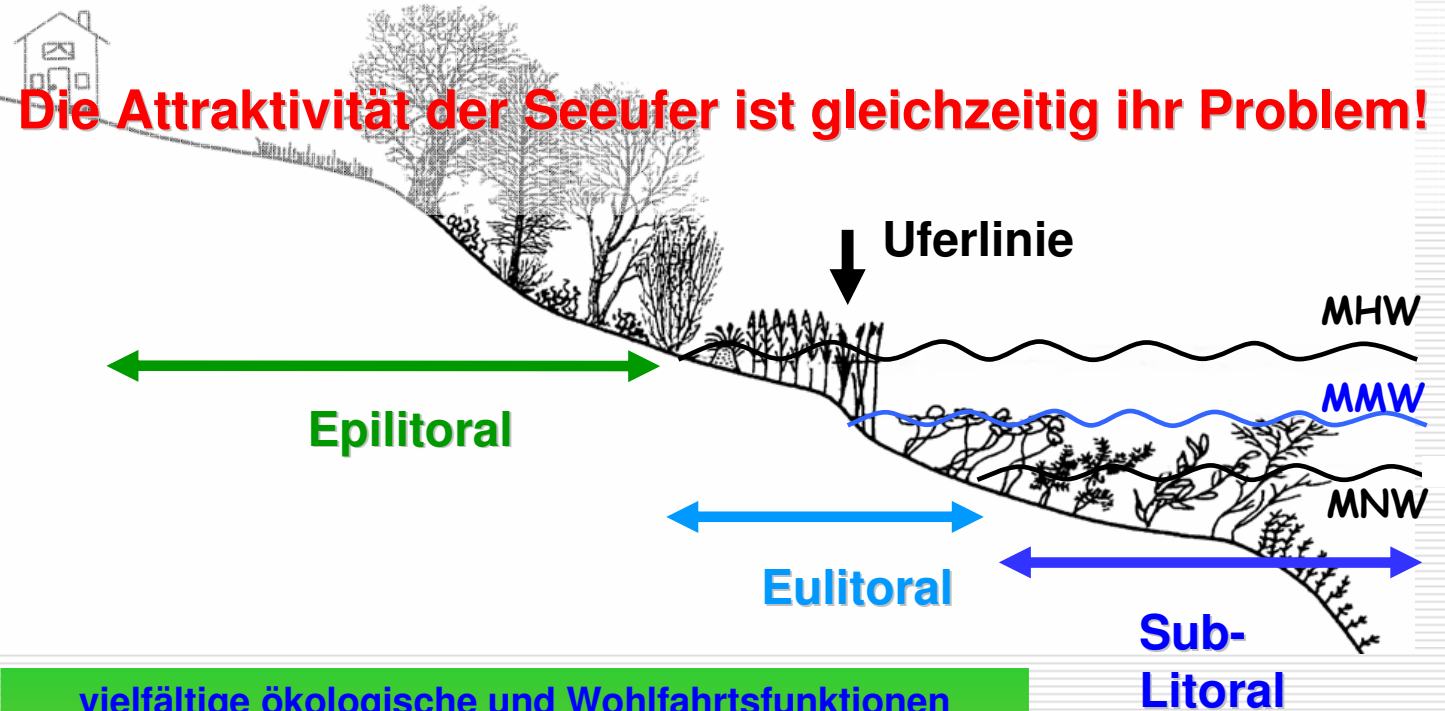 Die Attraktivität der Seeufer ist gleichzeitig ihr Problem!
Uferlinie
MHW
MMW
Epilitoral
MNW
Eulitoral
Sub-
Litoral
vielfältige ökologische und Wohlfahrtsfunktionen